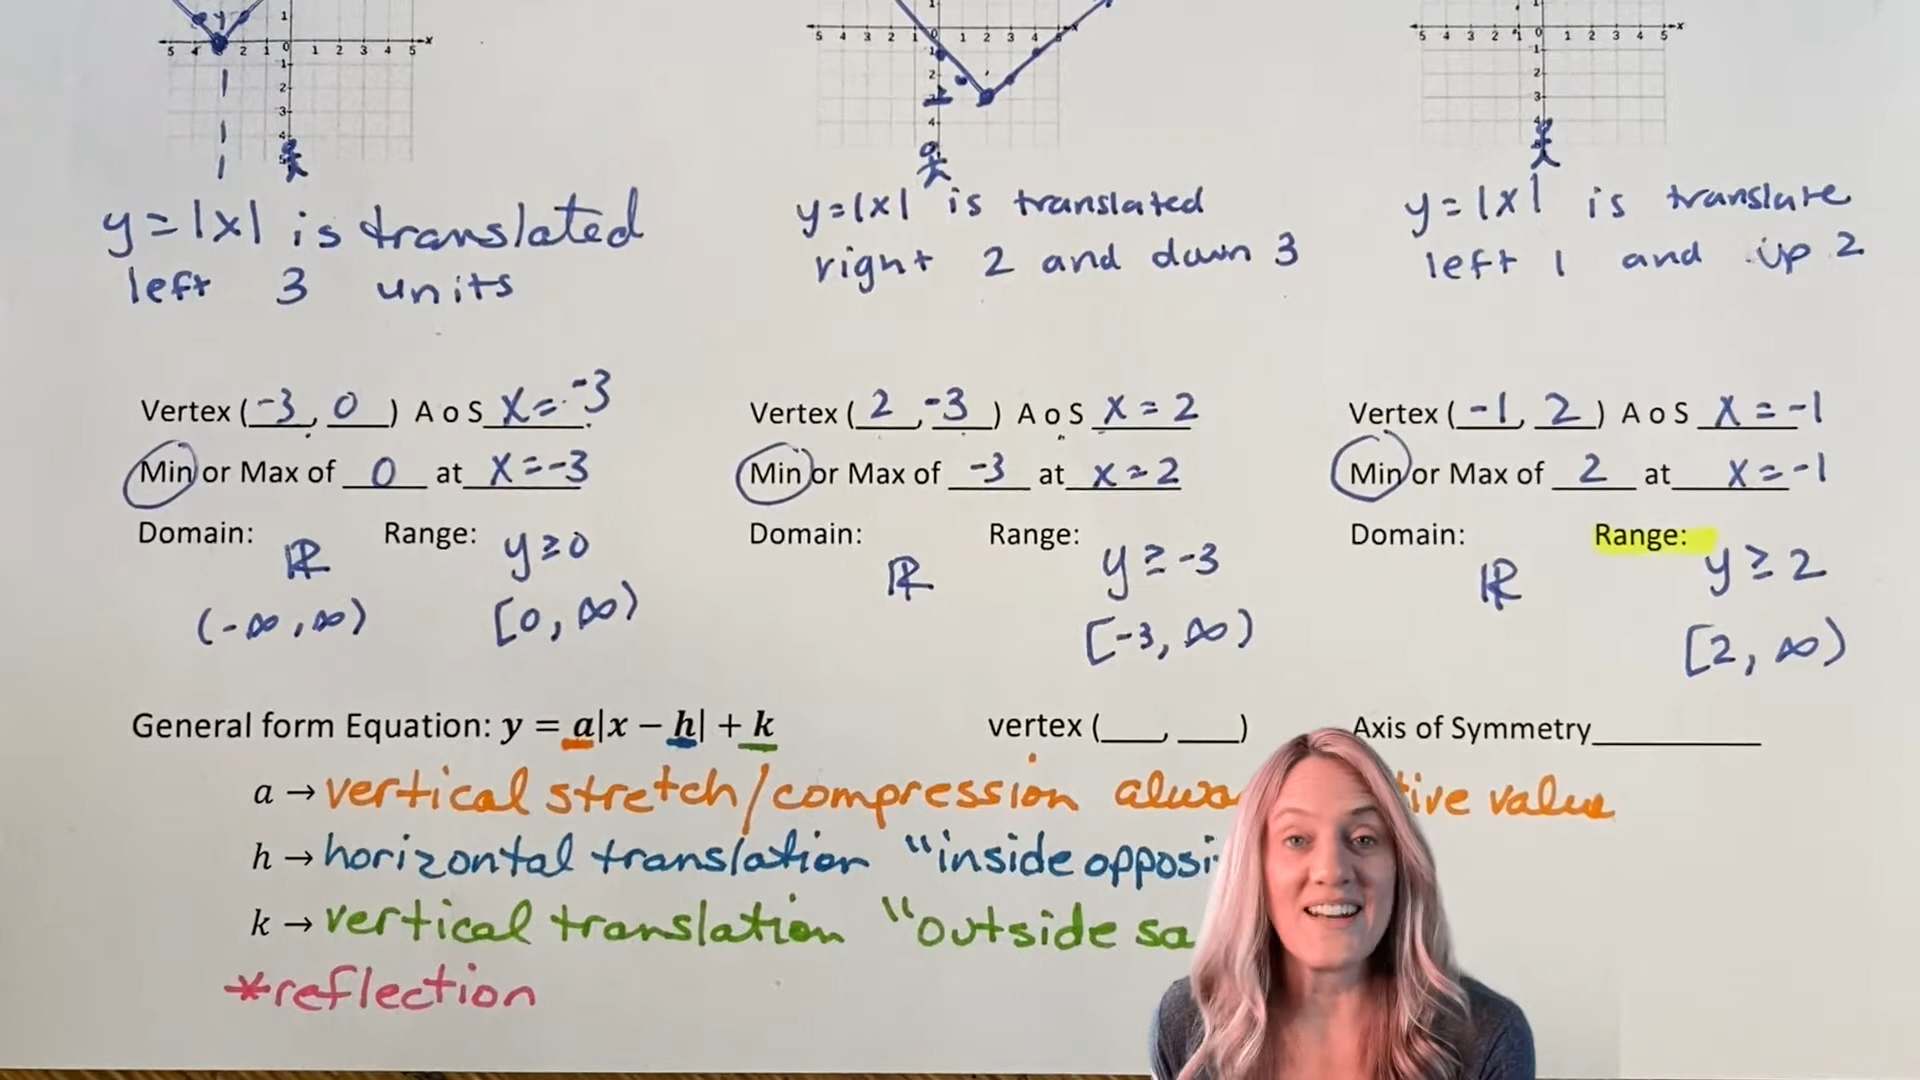 y = |x| is translated
left 3 units
y=|x| is translated
right 2 and down 3
y = |x| is translate
left 1 and up 2
Vertex (-3, 0) A o S x = -3
Min or Max of 0 at x = -3
Domain: ℝ Range: y ≥ 0
(-∞, ∞) [0, ∞)
Vertex (2, -3) A o S x = 2
Min or Max of -3 at x = 2
Domain: ℝ Range: y ≥ -3
[-3, ∞)
Vertex (-1, 2) A o S x = -1
Min or Max of 2 at x = -1
Domain: ℝ Range: y ≥ 2
[2, ∞)
General form Equation: y = a|x − h| + k vertex (___, ___) Axis of Symmetry__________
a → vertical stretch/compression value
h → horizontal translation "inside
k → vertical translation "outside
*reflection